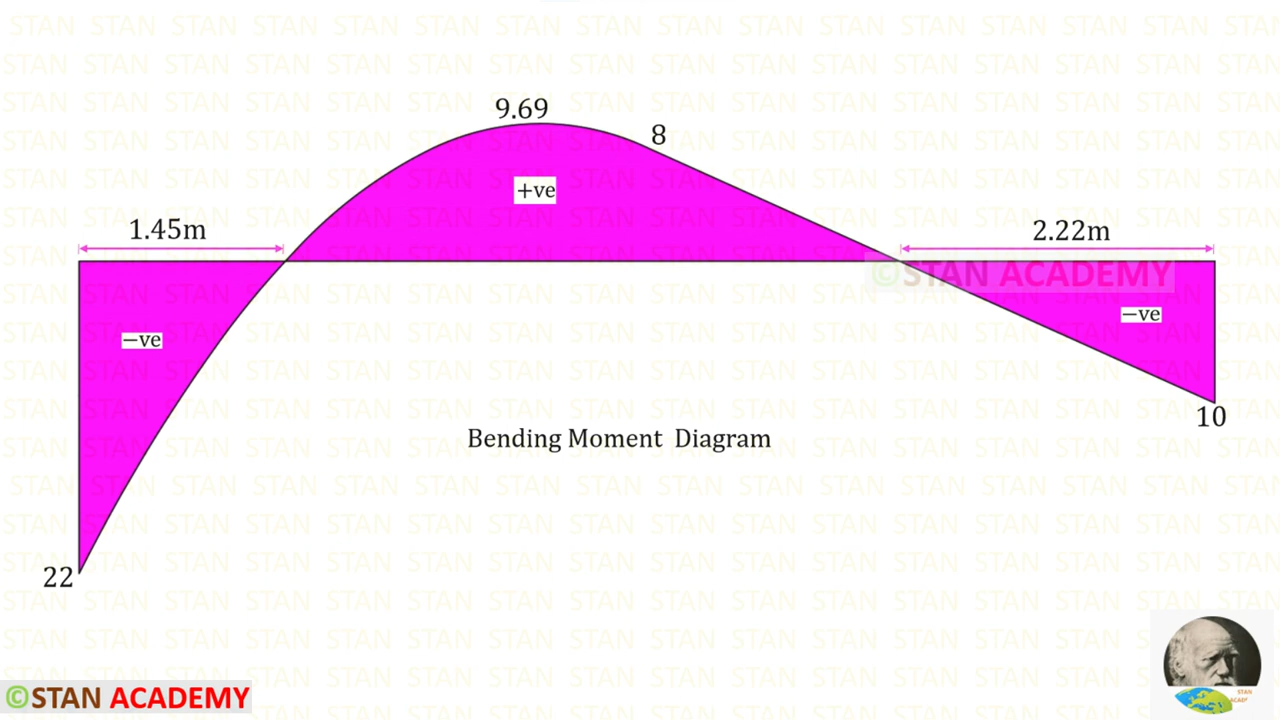 9.69
8
+ve
1.45m
2.22m
©STAN ACADEMY
−ve
−ve
10
Bending Moment Diagram
22
©STAN ACADEMY